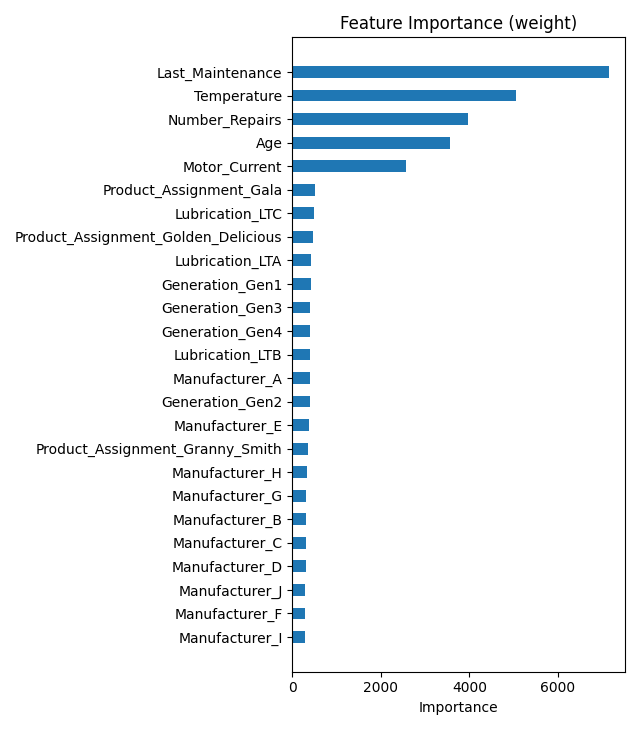 Feature Importance (weight)
Last_Maintenance
Temperature
Number_Repairs
Age
Motor_Current
Product_Assignment_Gala
Lubrication_LTC
Product_Assignment_Golden_Delicious
Lubrication_LTA
Generation_Gen1
Generation_Gen3
Generation_Gen4
Lubrication_LTB
Manufacturer_A
Generation_Gen2
Manufacturer_E
Product_Assignment_Granny_Smith
Manufacturer_H
Manufacturer_G
Manufacturer_B
Manufacturer_C
Manufacturer_D
Manufacturer_J
Manufacturer_F
Manufacturer_I
0 2000 4000 6000
Importance